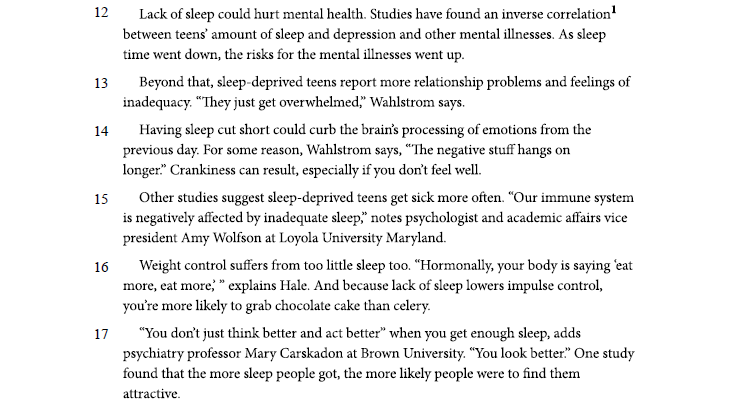 12 Lack of sleep could hurt mental health. Studies have found an inverse correlation1
between teens’ amount of sleep and depression and other mental illnesses. As sleep
time went down, the risks for the mental illnesses went up.
13 Beyond that, sleep-deprived teens report more relationship problems and feelings of
inadequacy. “They just get overwhelmed,” Wahlstrom says.
14 Having sleep cut short could curb the brain’s processing of emotions from the
previous day. For some reason, Wahlstrom says, “The negative stuff hangs on
longer.” Crankiness can result, especially if you don’t feel well.
15 Other studies suggest sleep-deprived teens get sick more often. “Our immune system
is negatively affected by inadequate sleep,” notes psychologist and academic affairs vice
president Amy Wolfson at Loyola University Maryland.
16 Weight control suffers from too little sleep too. “Hormonally, your body is saying ‘eat
more, eat more,’ ” explains Hale. And because lack of sleep lowers impulse control,
you’re more likely to grab chocolate cake than celery.
17 “You don’t just think better and act better” when you get enough sleep, adds
psychiatry professor Mary Carskadon at Brown University. “You look better.” One study
found that the more sleep people got, the more likely people were to find them
attractive.